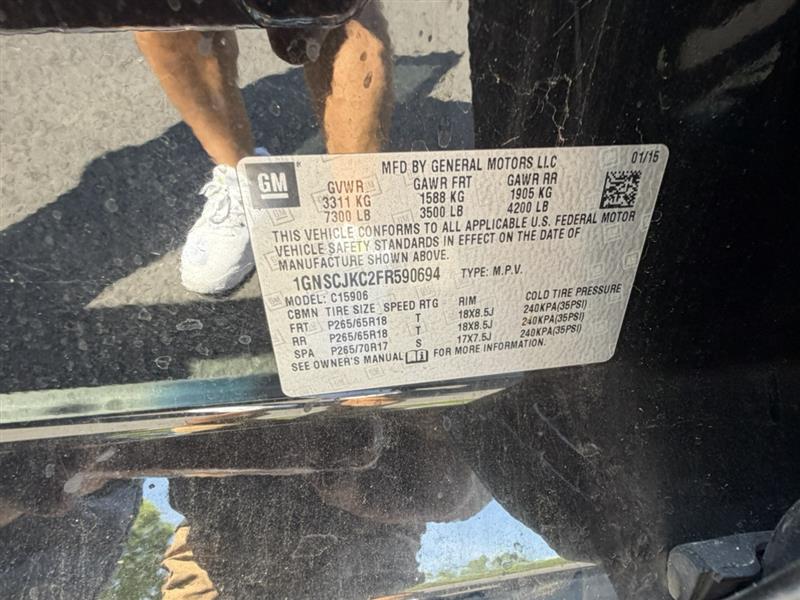 GM
MFD BY GENERAL MOTORS LLC 01/15
GVWR GAWR FRT GAWR RR
3311 KG 1588 KG 1905 KG
7300 LB 3500 LB 4200 LB
THIS VEHICLE CONFORMS TO ALL APPLICABLE U.S. FEDERAL MOTOR
VEHICLE SAFETY STANDARDS IN EFFECT ON THE DATE OF
MANUFACTURE SHOWN ABOVE.
1GNSCJKC2FR590694 TYPE: M.P.V.
MODEL: C15906
CBMN TIRE SIZE SPEED RTG RIM COLD TIRE PRESSURE
FRT P265/65R18 T 18X8.5J 240KPA(35PSI)
RR P265/65R18 T 18X8.5J 240KPA(35PSI)
SPA P265/70R17 S 17X7.5J 240KPA(35PSI)
SEE OWNER'S MANUAL FOR MORE INFORMATION.